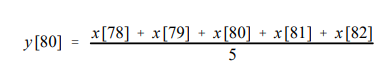 y[80] = x[78] + x[79] + x[80] + x[81] + x[82]
5